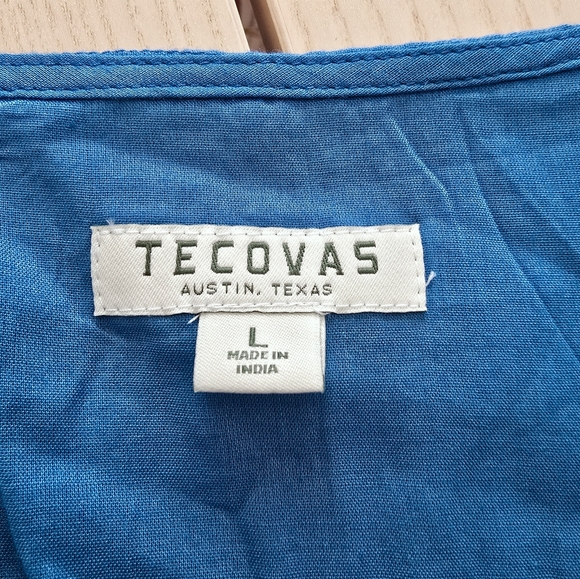 TECOVAS
AUSTIN, TEXAS
L
MADE IN
INDIA